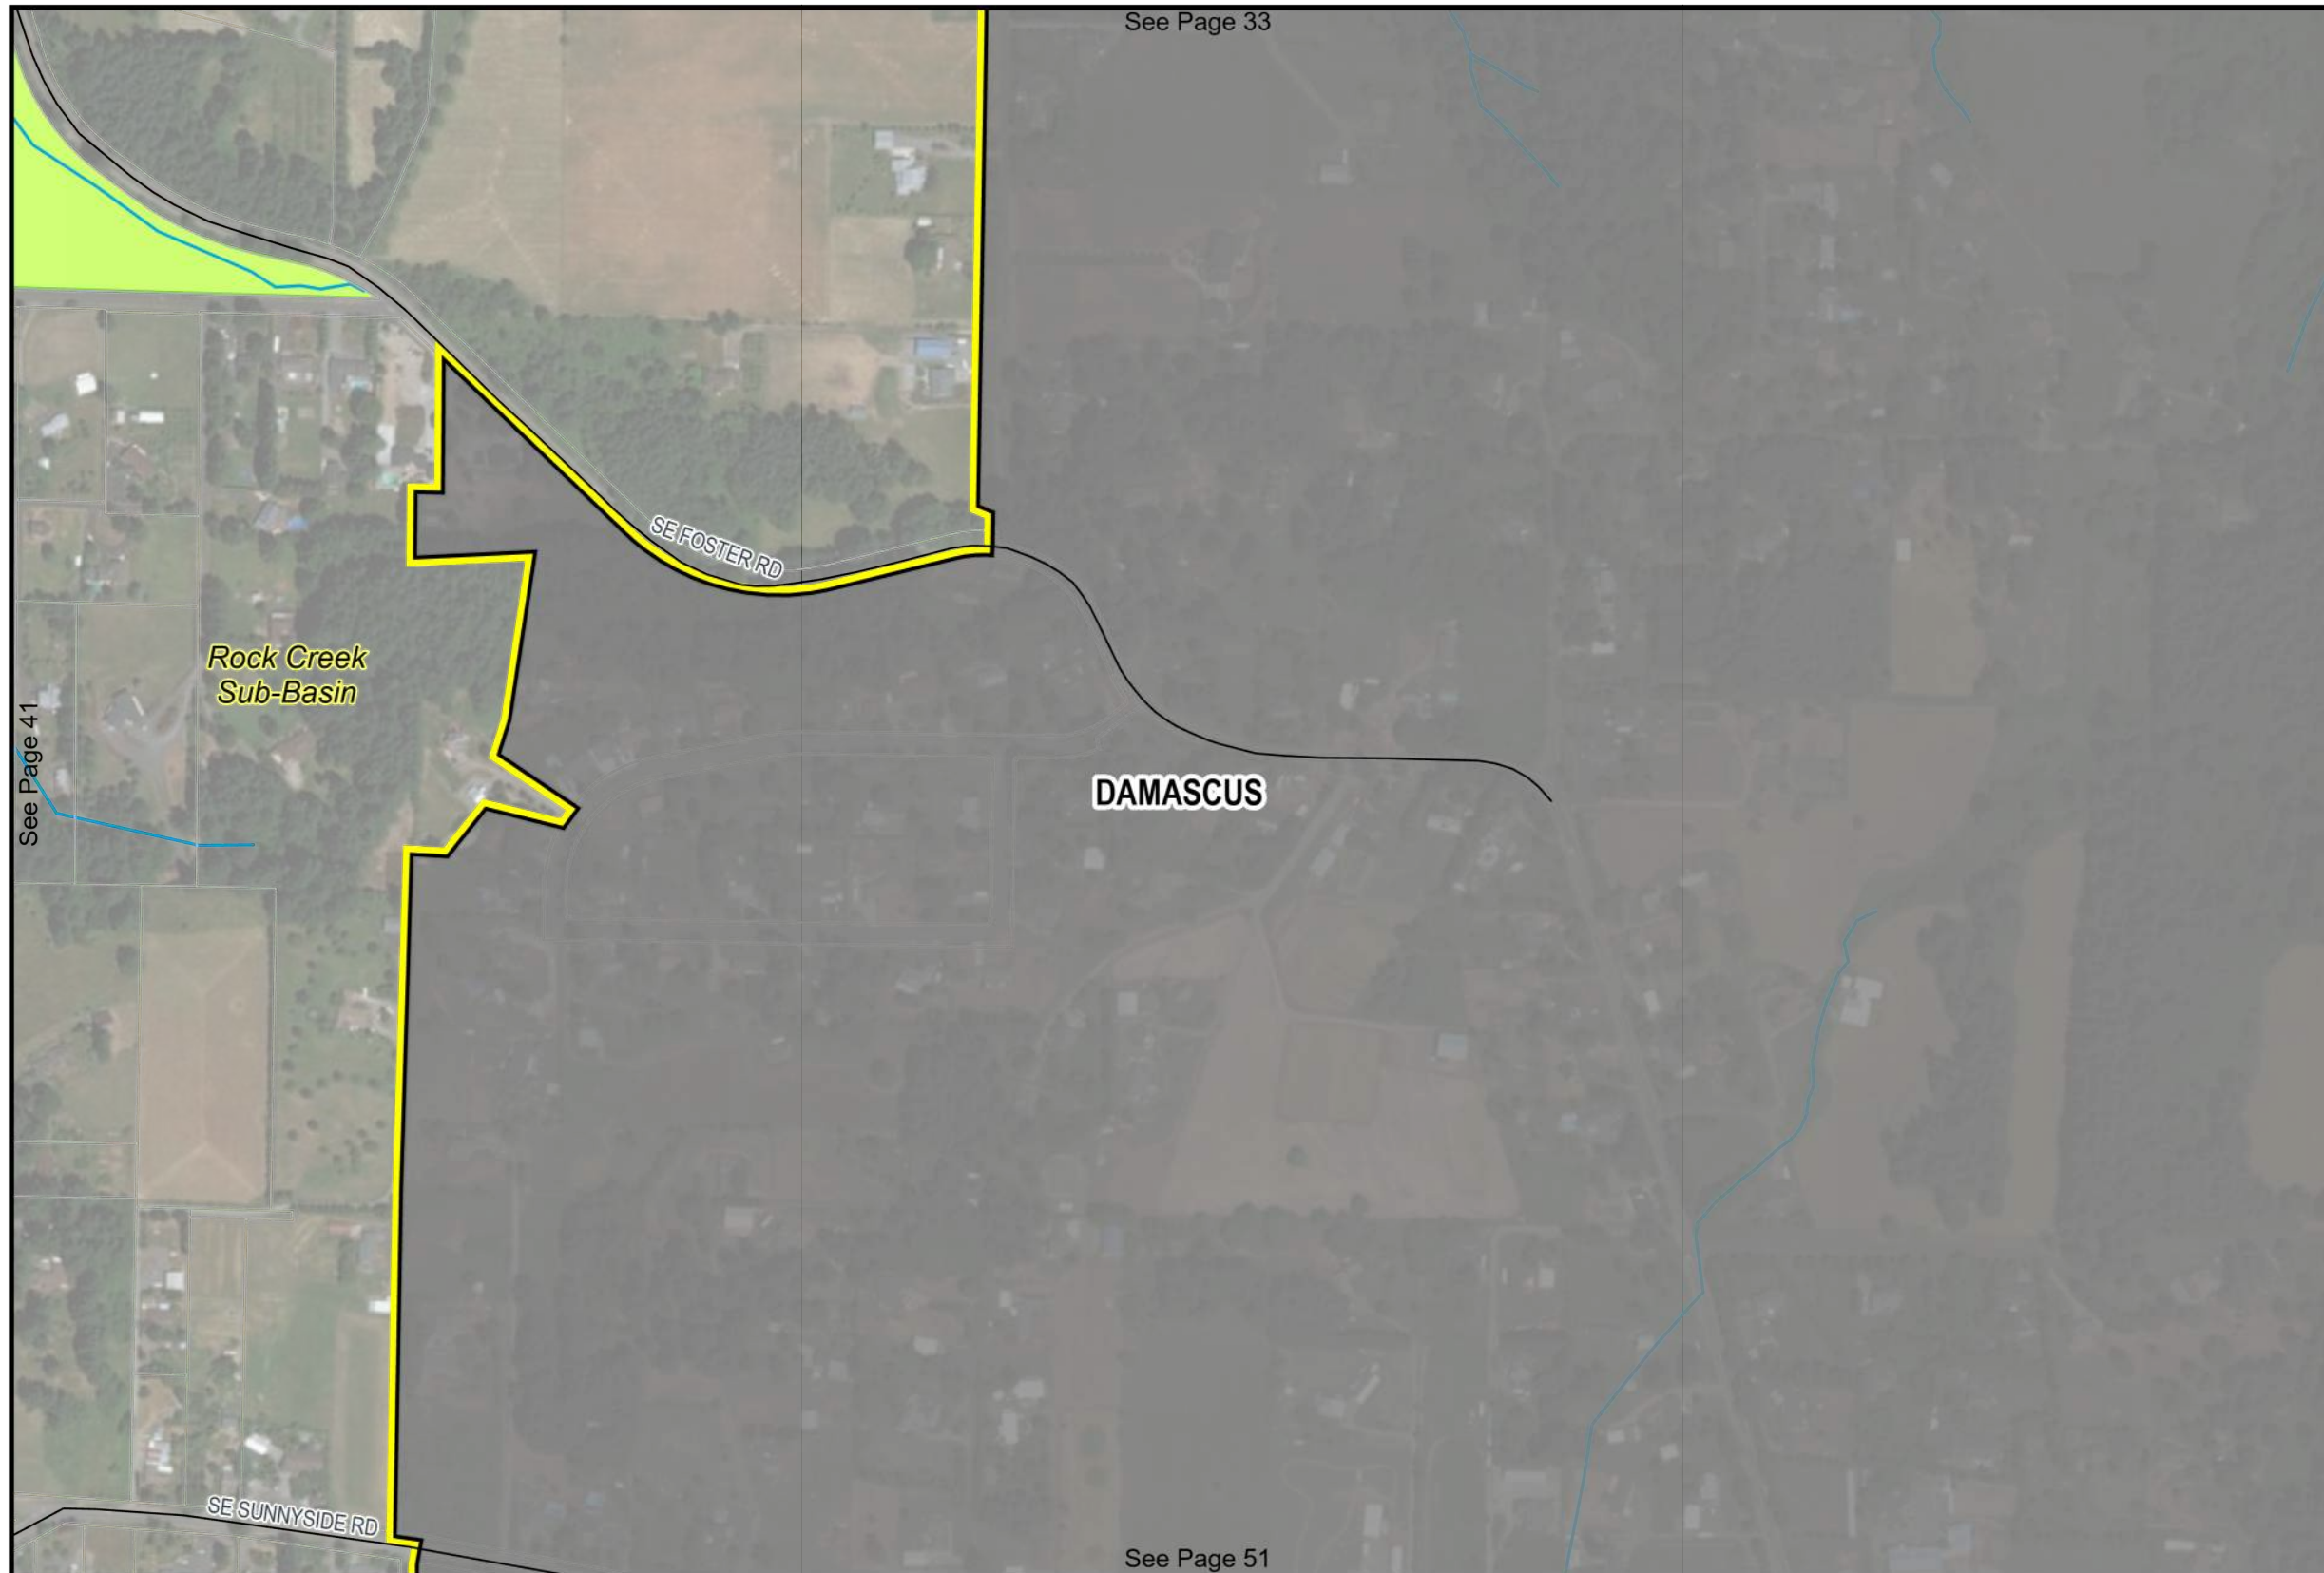 See Page 33
SE FOSTER RD
Rock Creek
Sub-Basin
See Page 41
DAMASCUS
SE SUNNYSIDE RD
See Page 51